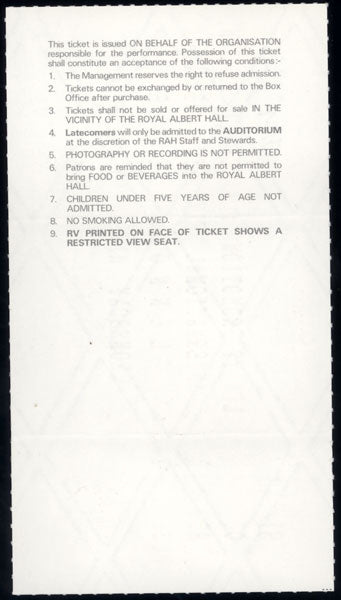 This ticket is issued ON BEHALF OF THE ORGANISATION
responsible for the performance. Possession of this ticket
shall constitute an acceptance of the following conditions:-
1. The Management reserves the right to refuse admission.
2. Tickets cannot be exchanged by or returned to the Box
Office after purchase.
3. Tickets shall not be sold or offered for sale IN THE
VICINITY OF THE ROYAL ALBERT HALL.
4. Latecomers will only be admitted to the AUDITORIUM
at the discretion of the RAH Staff and Stewards.
5. PHOTOGRAPHY OR RECORDING IS NOT PERMITTED.
6. Patrons are reminded that they are not permitted to
bring FOOD or BEVERAGES into the ROYAL ALBERT
HALL.
7. CHILDREN UNDER FIVE YEARS OF AGE NOT
ADMITTED.
8. NO SMOKING ALLOWED.
9. RV PRINTED ON FACE OF TICKET SHOWS A
RESTRICTED VIEW SEAT.